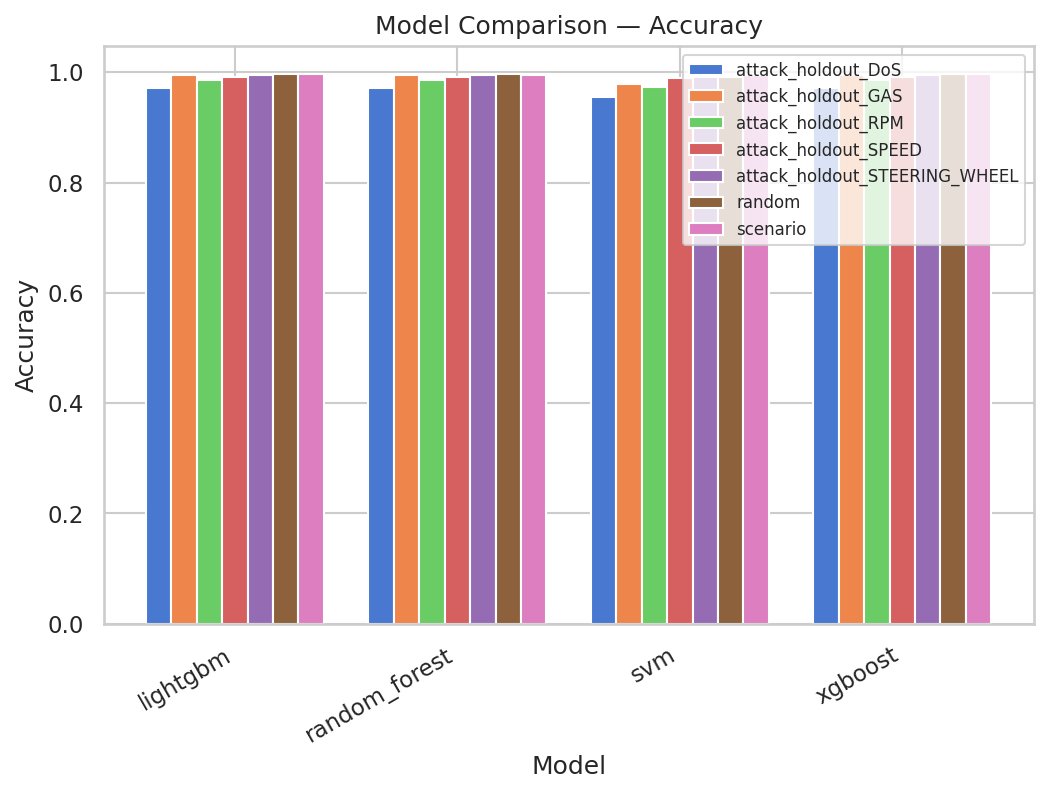 Model Comparison — Accuracy
1.0
0.8
0.6
0.4
0.2
0.0
Accuracy
attack_holdout_DoS
attack_holdout_GAS
attack_holdout_RPM
attack_holdout_SPEED
attack_holdout_STEERING_WHEEL
random
scenario
lightgbm
random_forest
svm
xgboost
Model